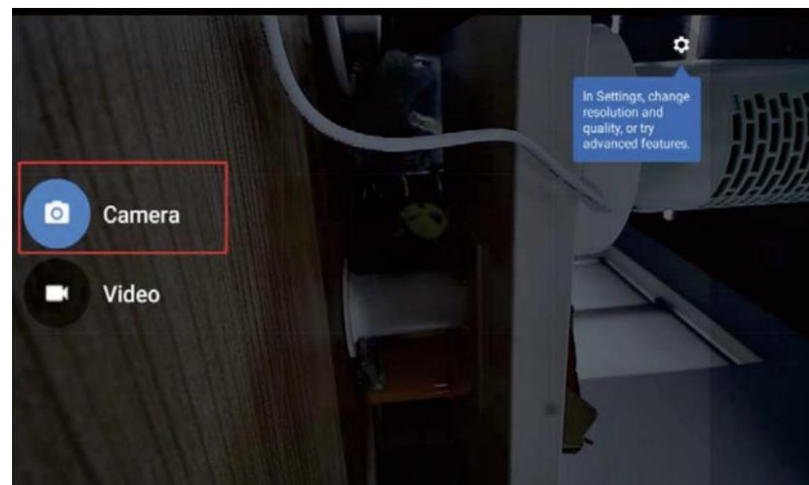 In Settings, change
resolution and
quality, or try
advanced features.
Camera
Video